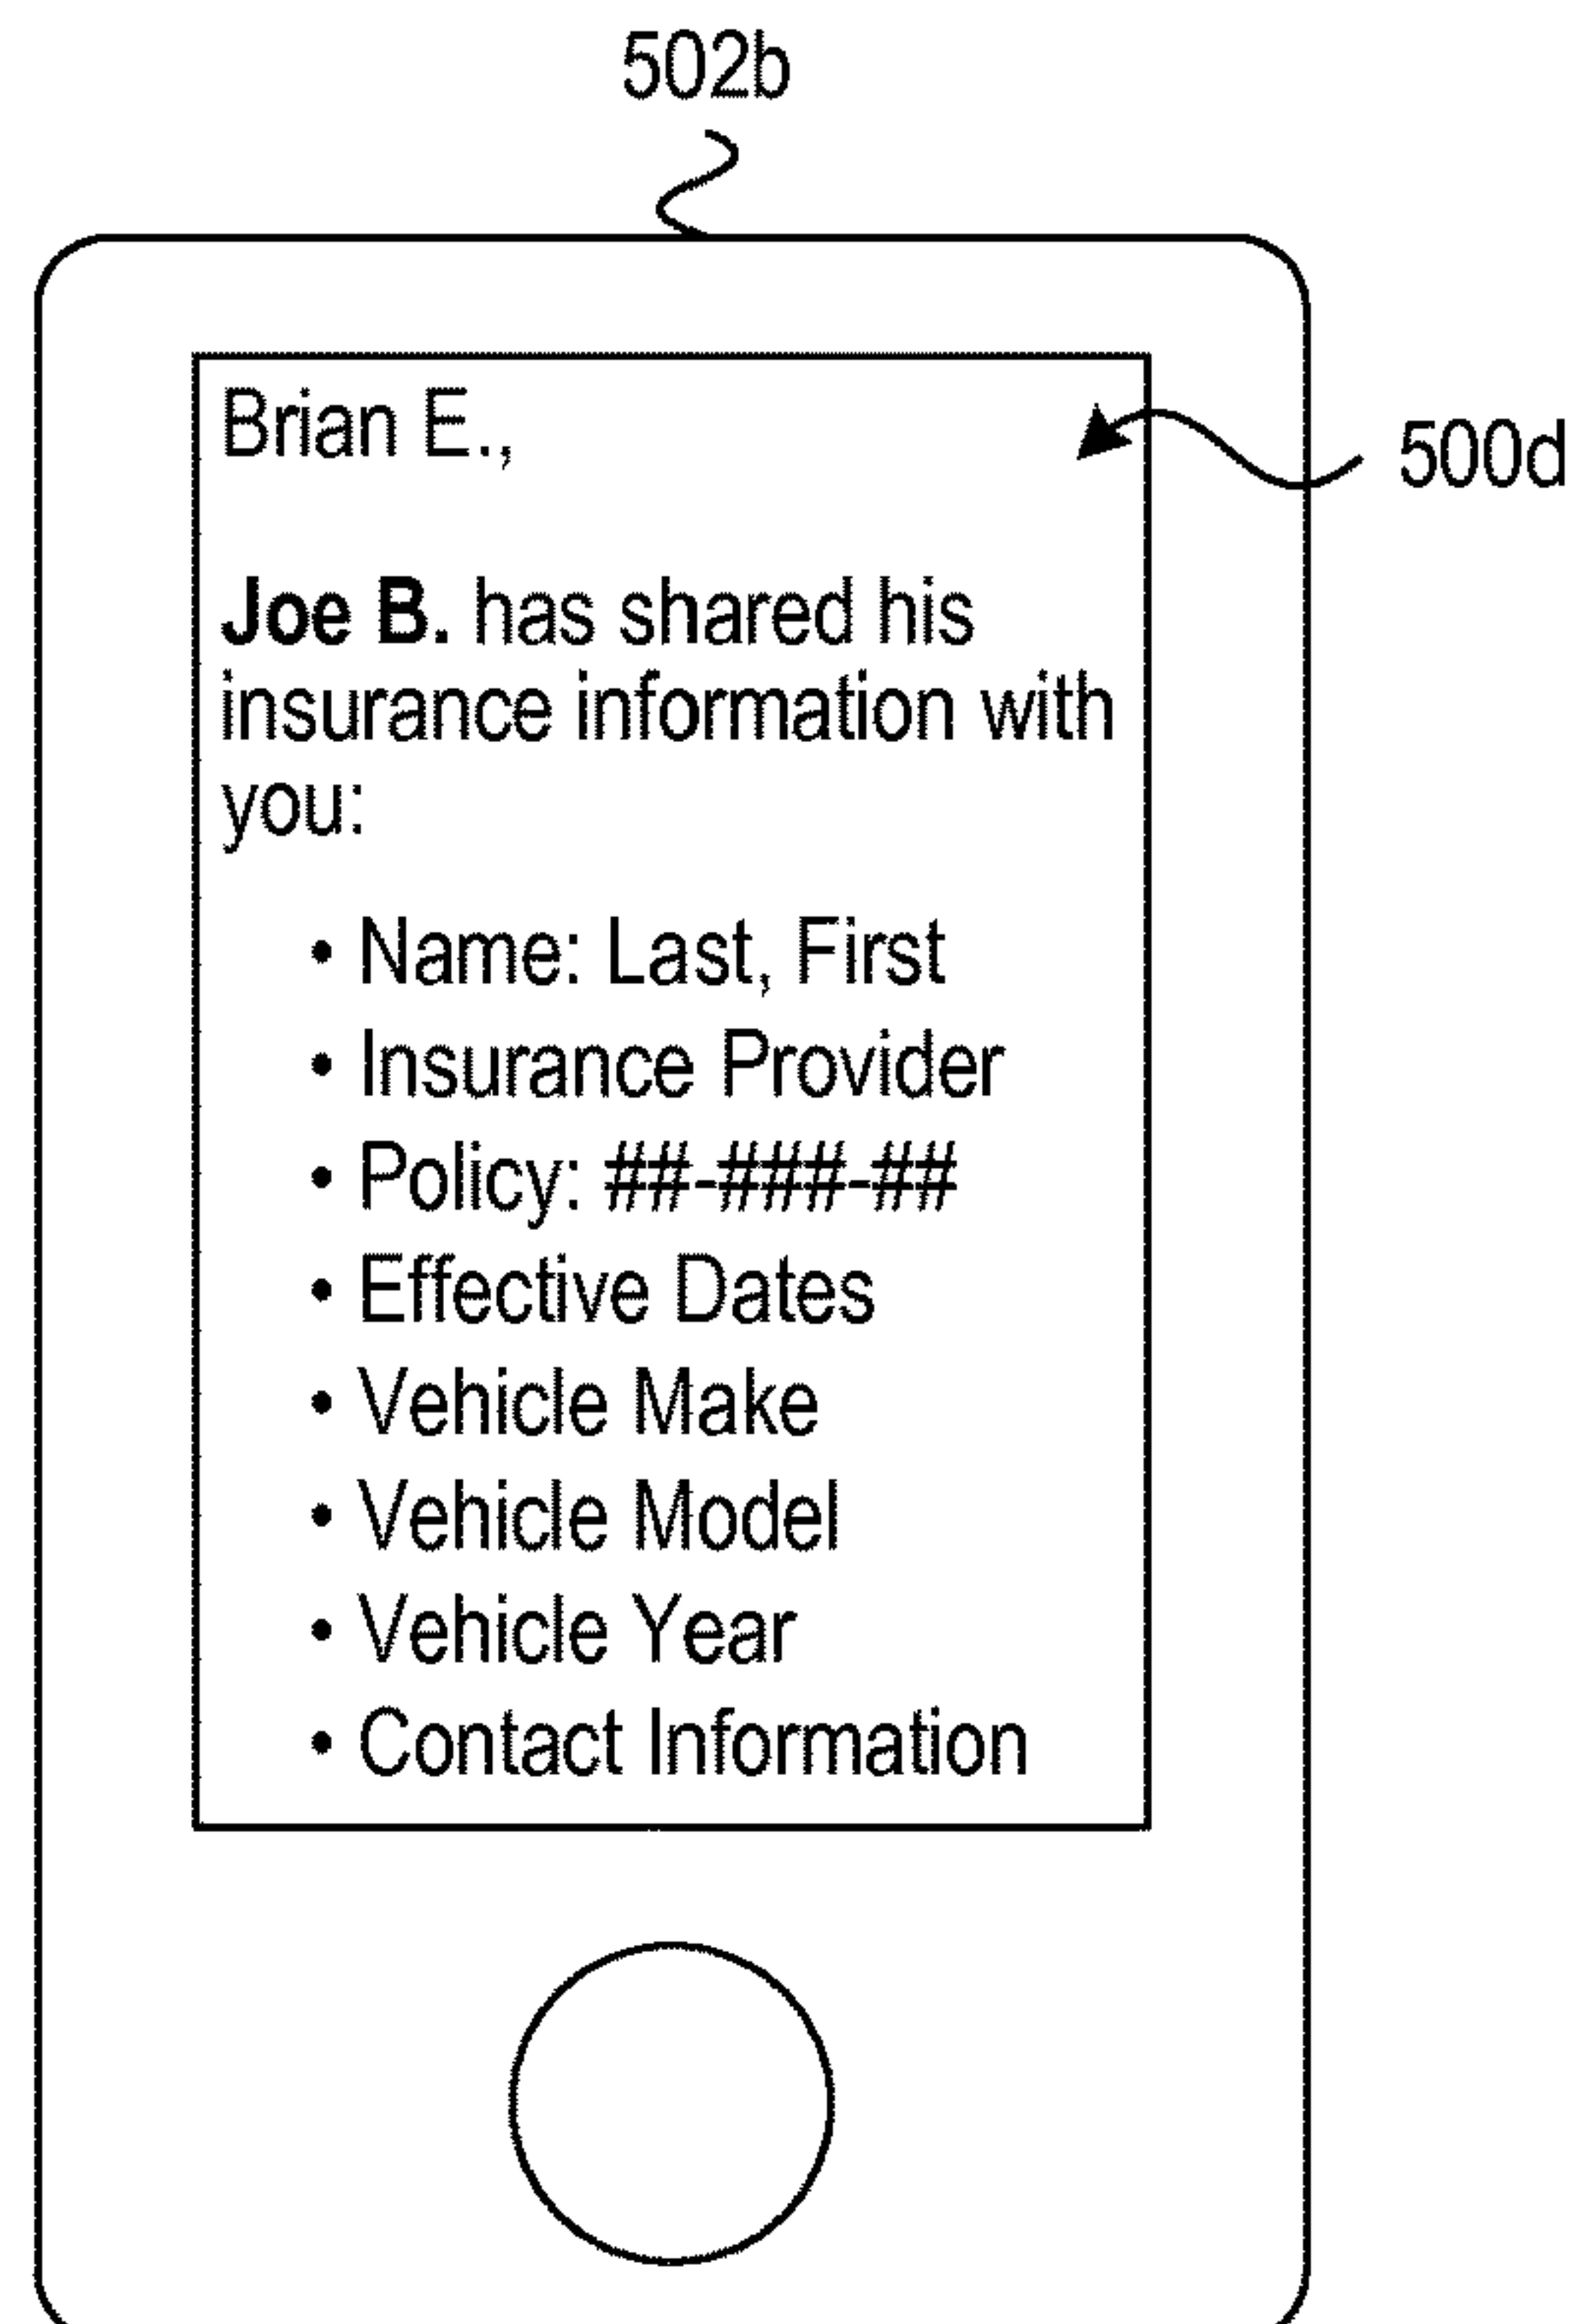 502b
Brian E.,
500d
Joe B. has shared his
insurance information with
you:
• Name: Last, First
• Insurance Provider
• Policy: ##-###-##
• Effective Dates
• Vehicle Make
• Vehicle Model
• Vehicle Year
• Contact Information